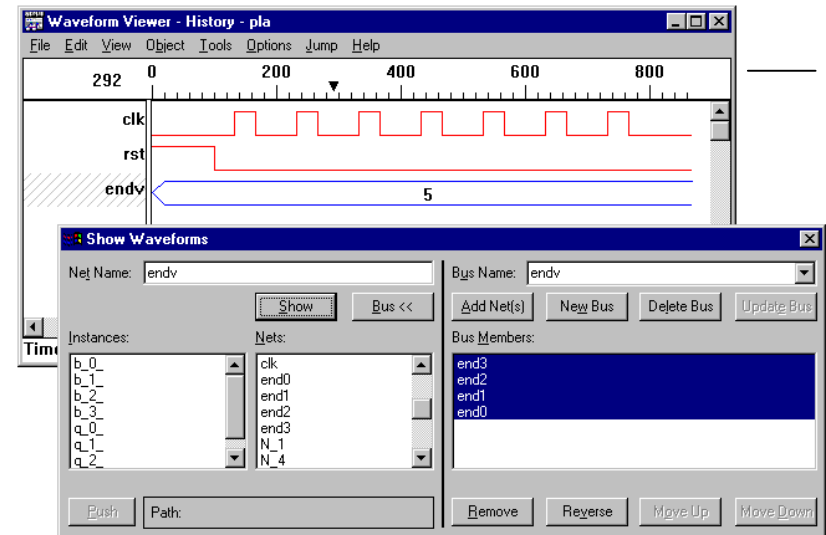 Waveform Viewer - History - pla
File Edit View Object Tools Options Jump Help
292 0 200 400 600 800
clk
rst
endv 5
Show Waveforms
Net Name: endv Bus Name: endv
Show Bus << Add Net(s) New Bus Delete Bus Update Bus
Instances: Nets: Bus Members:
Time
b_0_ clk end3
b_1_ end0 end2
b_2_ end1 end1
b_3_ end2 end0
q_0_ end3
q_1_ N_1
q_2_ N_4
Push Path: Remove Reverse Move Up Move Down